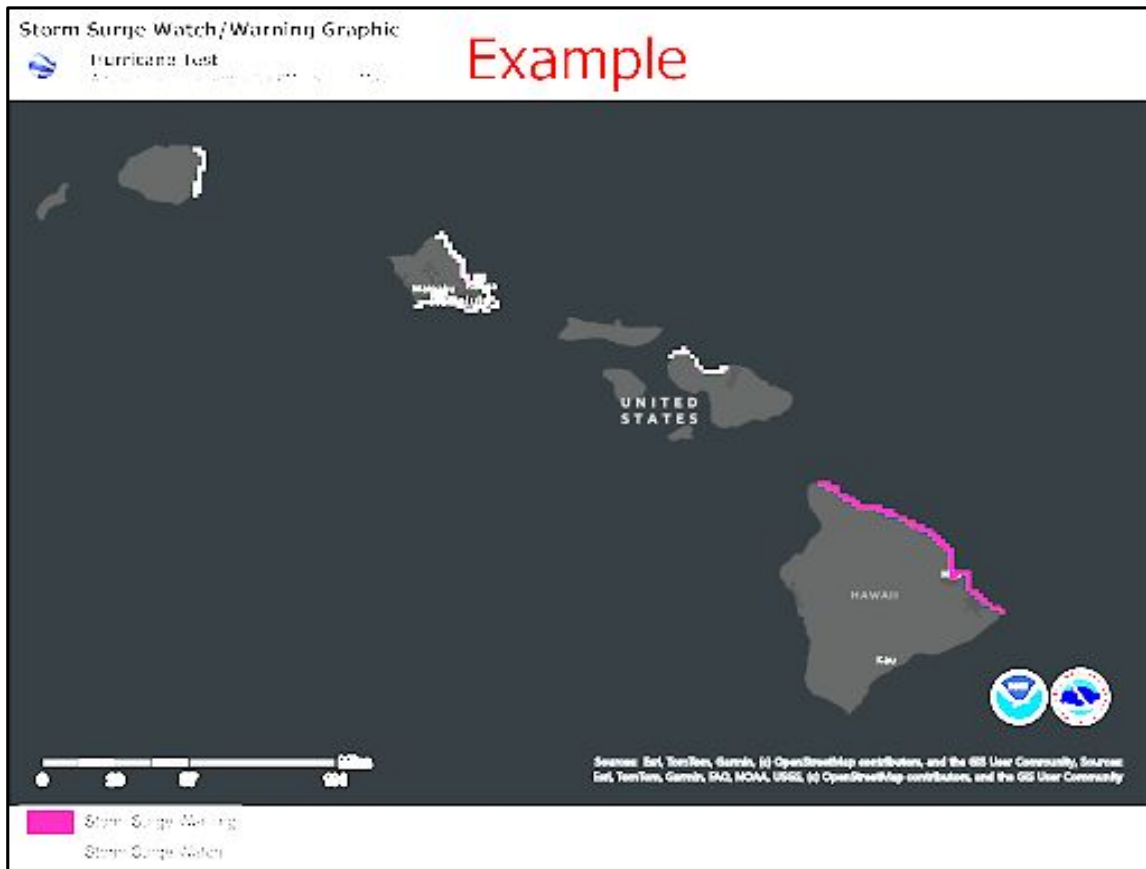 Storm Surge Watch/Warning Graphic
Hurricane Test
Example
UNITED
STATES
HAWAII
Kau
0
Sources: Esri, TomTom, Garmin, (c) OpenStreetMap contributors, and the GIS User Community, Sources:
Esri, TomTom, Garmin, FAO, NOAA, USGS, (c) OpenStreetMap contributors, and the GIS User Community
Storm Surge Warning
Storm Surge Watch